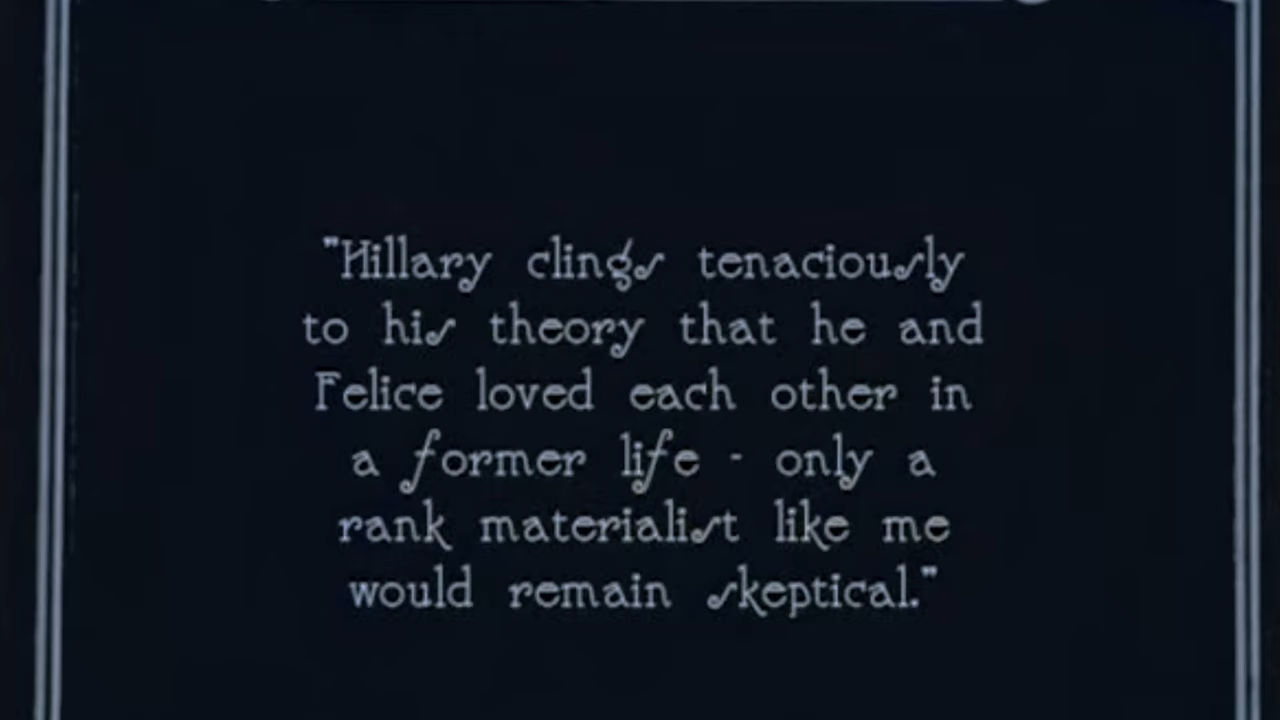 "Hillary clings tenaciously
to his theory that he and
Felice loved each other in
a former life - only a
rank materialist like me
would remain skeptical."